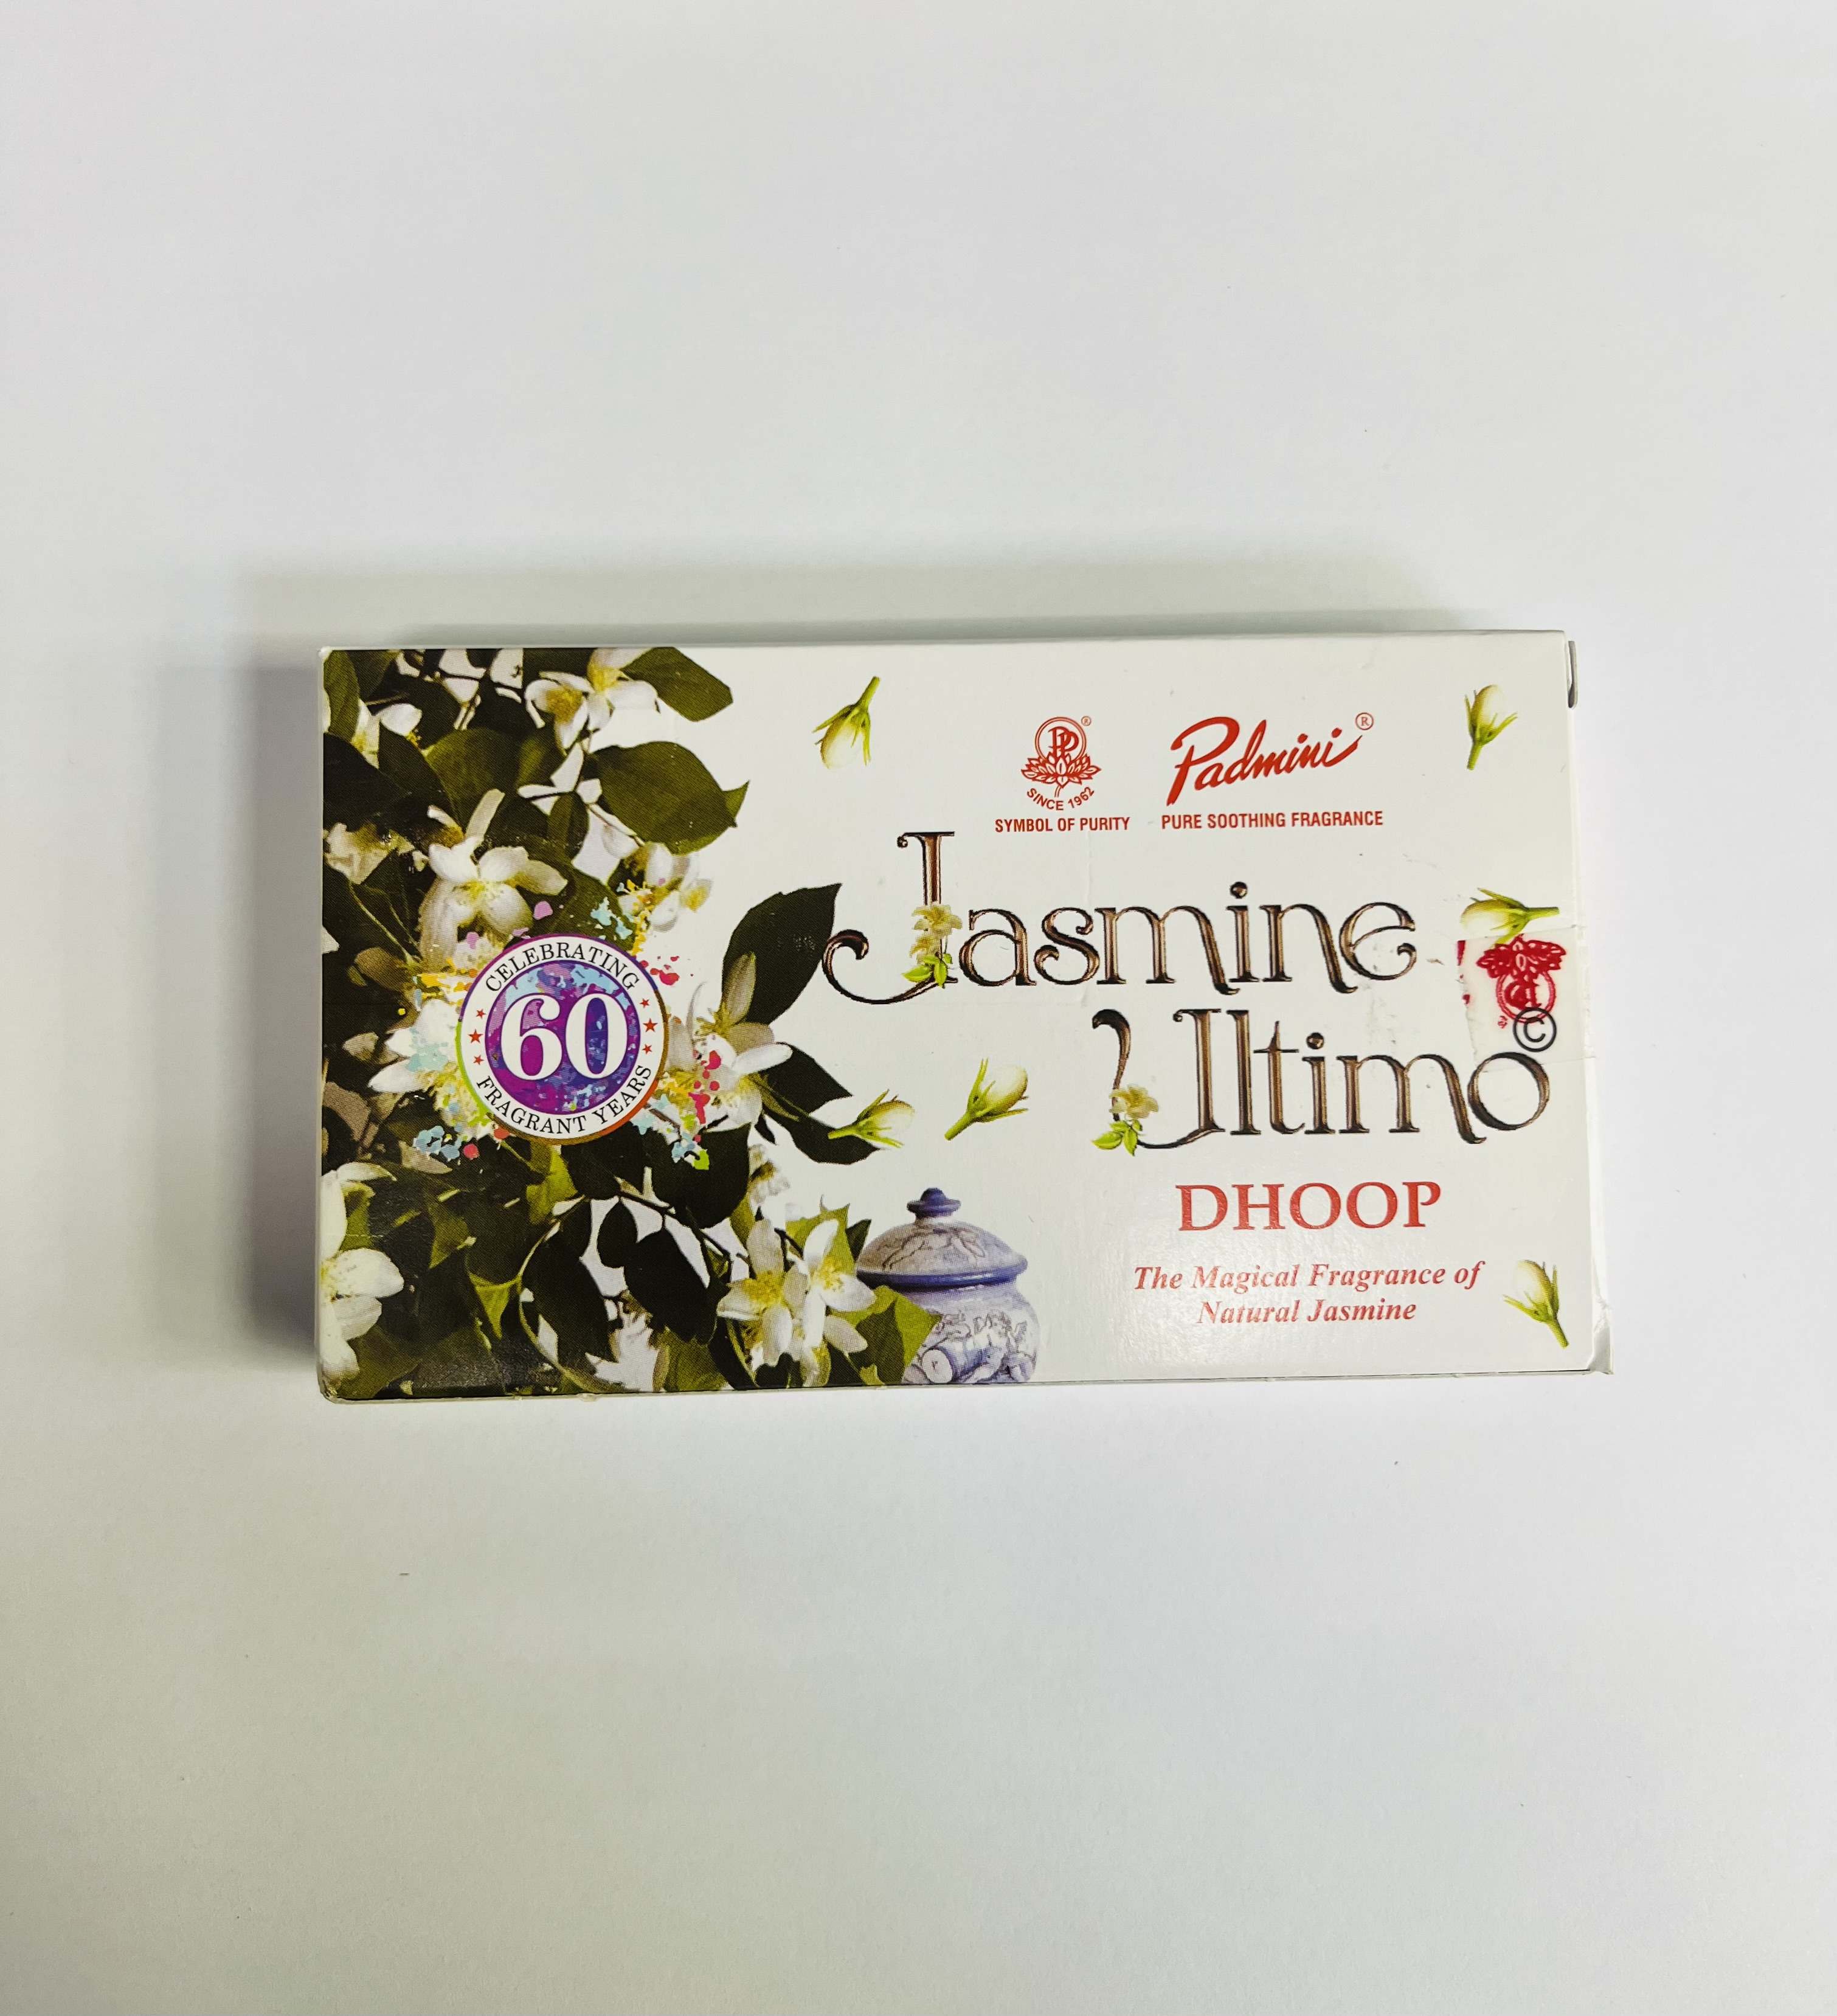 PP®
SINCE 1962
SYMBOL OF PURITY
Padmini®
PURE SOOTHING FRAGRANCE
Jasmine
Ultimo©
DHOOP
The Magical Fragrance of
Natural Jasmine
CELEBRATING
60
FRAGRANT YEARS